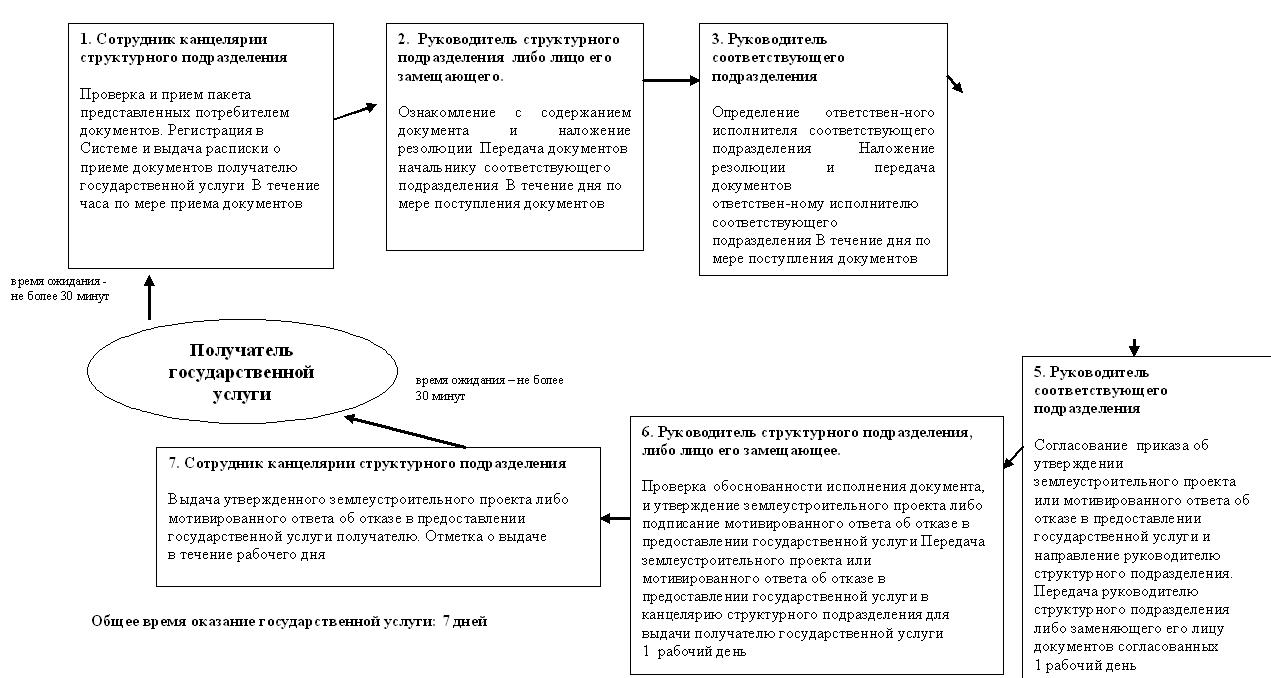 1. Сотрудник канцелярии
структурного подразделения
Проверка и прием пакета
представленных потребителем
документов. Регистрация в
Системе и выдача расписки о
приеме документов получателю
государственной услуги В течение
часа по мере приема документов
2. Руководитель структурного
подразделения либо лицо его
замещающего.
Ознакомление с содержанием
документа и наложение
резолюции Передача документов
начальнику соответствующего
подразделения В течение дня по
мере поступления документов
3. Руководитель
соответствующего
подразделения
Определение ответствен-ного
исполнителя соответствующего
подразделения Наложение
резолюции и передача
документов
ответствен-ному исполнителю
соответствующего
подразделения В течение дня по
мере поступления документов
время ожидания -
не более 30 минут
Получатель
государственной
услуги
время ожидания – не более
30 минут
5. Руководитель
соответствующего
подразделения
Согласование приказа об
утверждении
землеустроительного проекта
или мотивированного ответа об
отказе в предоставлении
государственной услуги и
направление руководителю
структурного подразделения.
Передача руководителю
структурного подразделения
либо заменяющего его лицу
документов согласованных
1 рабочий день
6. Руководитель структурного подразделения,
либо лицо его замещающее.
Проверка обоснованности исполнения документа,
и утверждение землеустроительного проекта либо
подписание мотивированного ответа об отказе в
предоставлении государственной услуги Передача
землеустроительного проекта или
мотивированного ответа об отказе в
предоставлении государственной услуги в
канцелярию структурного подразделения для
выдачи получателю государственной услуги
1 рабочий день
7. Сотрудник канцелярии структурного подразделения
Выдача утвержденного землеустроительного проекта либо
мотивированного ответа об отказе в предоставлении
государственной услуги получателю. Отметка о выдаче
в течение рабочего дня
Общее время оказание государственной услуги: 7 дней